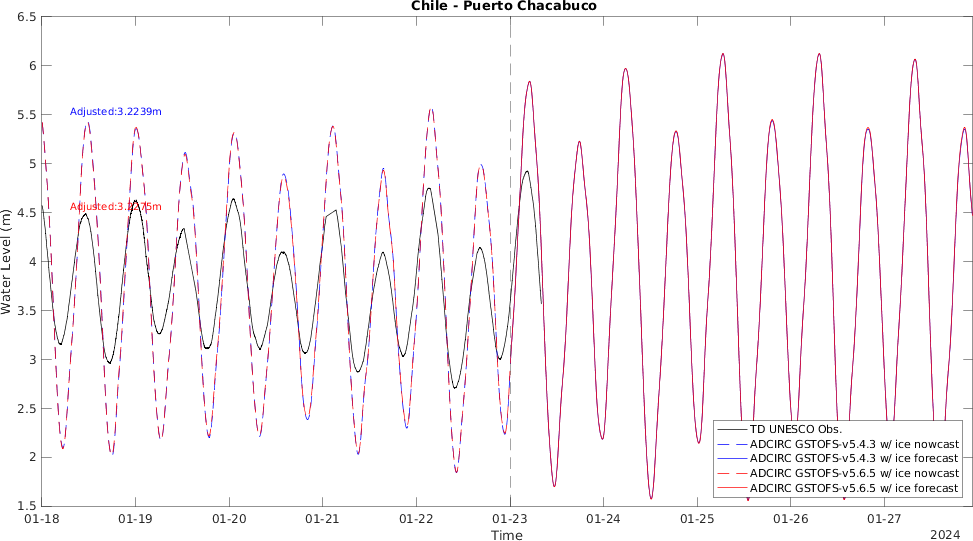 Chile - Puerto Chacabuco
6.5
6
5.5
5
4.5
4
3.5
3
2.5
2
1.5
Water Level (m)
Adjusted:3.2239m
Adjusted:3.2275m
TD UNESCO Obs.
ADCIRC GSTOFS-v5.4.3 w/ ice nowcast
ADCIRC GSTOFS-v5.4.3 w/ ice forecast
ADCIRC GSTOFS-v5.6.5 w/ ice nowcast
ADCIRC GSTOFS-v5.6.5 w/ ice forecast
01-18 01-19 01-20 01-21 01-22 01-23 01-24 01-25 01-26 01-27
Time
2024